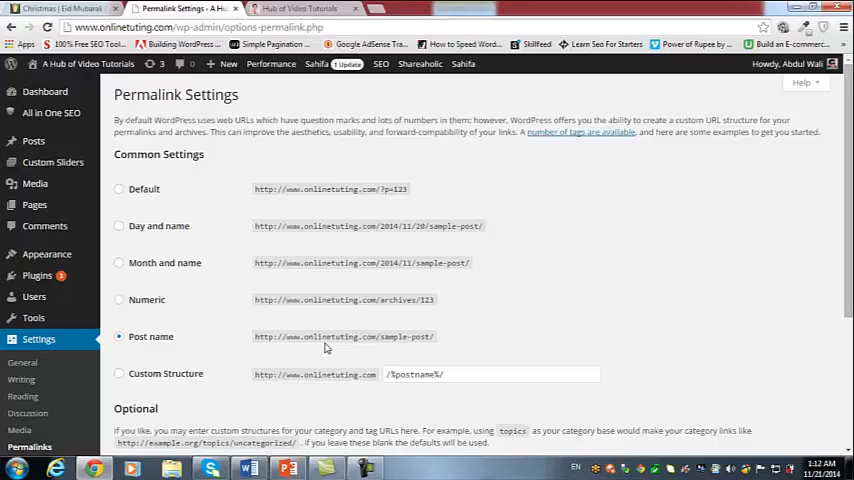 Christmas | Eid Mubarak
Permalink Settings ‹ A H
Hub of Video Tutorials
www.onlinetuting.com/wp-admin/options-permalink.php
Apps
100% Free SEO Tool
Building WordPress
Simple Pagination
Google AdSense Tra
How to Speed Word
Skillfeed
Learn Seo For Starters
Power of Rupee by
Build an E-commerce
A Hub of Video Tutorials
3
0
New
Performance
Sahifa 1 Update
SEO
Shareaholic
Sahifa
Howdy, Abdul Wali
Dashboard
All in One SEO
Posts
Custom Sliders
Media
Pages
Comments
Appearance
Plugins 3
Users
Tools
Settings
General
Writing
Reading
Discussion
Media
Permalinks
Help
Permalink Settings
By default WordPress uses web URLs which have question marks and lots of numbers in them; however, WordPress offers you the ability to create a custom URL structure for your
permalinks and archives. This can improve the aesthetics, usability, and forward-compatibility of your links. A number of tags are available, and here are some examples to get you started.
Common Settings
Default http://www.onlinetuting.com/?p=123
Day and name http://www.onlinetuting.com/2014/11/20/sample-post/
Month and name http://www.onlinetuting.com/2014/11/sample-post/
Numeric http://www.onlinetuting.com/archives/123
Post name http://www.onlinetuting.com/sample-post/
Custom Structure http://www.onlinetuting.com /%postname%/
Optional
If you like, you may enter custom structures for your category and tag URLs here. For example, using topics as your category base would make your category links like
http://example.org/topics/uncategorized/ . If you leave these blank the defaults will be used.
EN
1:12 AM
11/21/2014